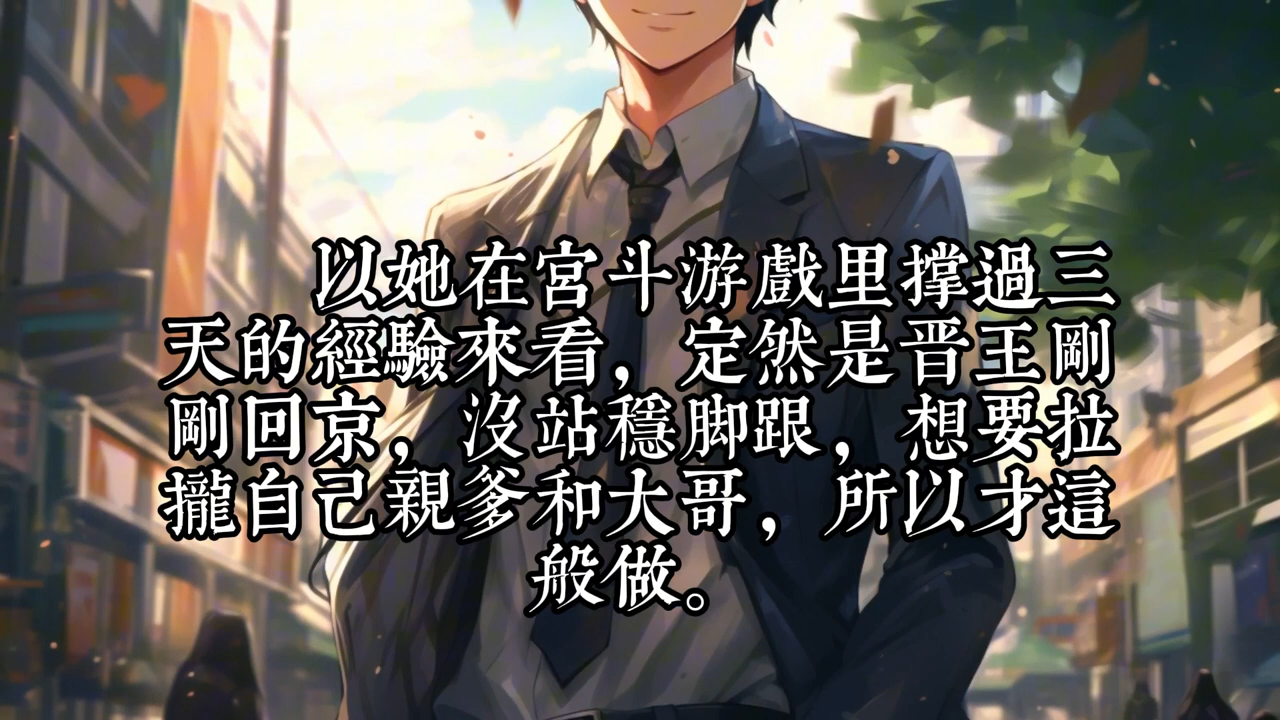 以她在宮斗游戲里撑過三
天的經驗來看，定然是晋王剛
剛回京，沒站穩脚跟，想要拉
攏自己親爹和大哥，所以才這
般做。